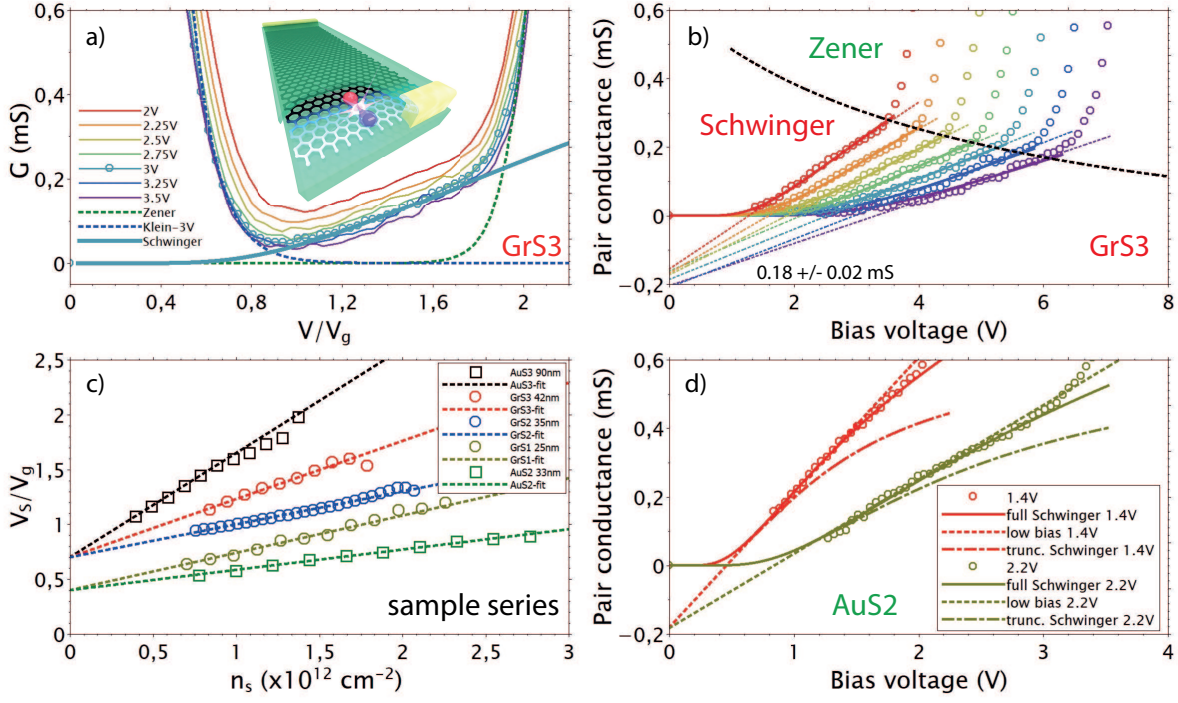 a)
G (mS)
0,6
0,4
0,2
0
2V
2.25V
2.5V
2.75V
3V
3.25V
3.5V
Zener
Klein-3V
Schwinger
GrS3
0
0,4
0,8
1,2
1,6
2
V/Vg
b)
Pair conductance (mS)
0,6
0,4
0,2
0
−0,2
Zener
Schwinger
GrS3
0.18 +/- 0.02 mS
0
2
4
6
8
Bias voltage (V)
c)
VS/Vg
2,5
2
1,5
1
0,5
0
AuS3 90nm
AuS3-fit
GrS3 42nm
GrS3-fit
GrS2 35nm
GrS2-fit
GrS1 25nm
GrS1-fit
AuS2 33nm
AuS2-fit
sample series
0
0,5
1
1,5
2
2,5
3
ns (x10¹² cm⁻²)
d)
Pair conductance (mS)
0,6
0,4
0,2
0
−0,2
AuS2
1.4V
full Schwinger 1.4V
low bias 1.4V
trunc. Schwinger 1.4V
2.2V
full Schwinger 2.2V
low bias 2.2V
trunc. Schwinger 2.2V
0
1
2
3
4
Bias voltage (V)